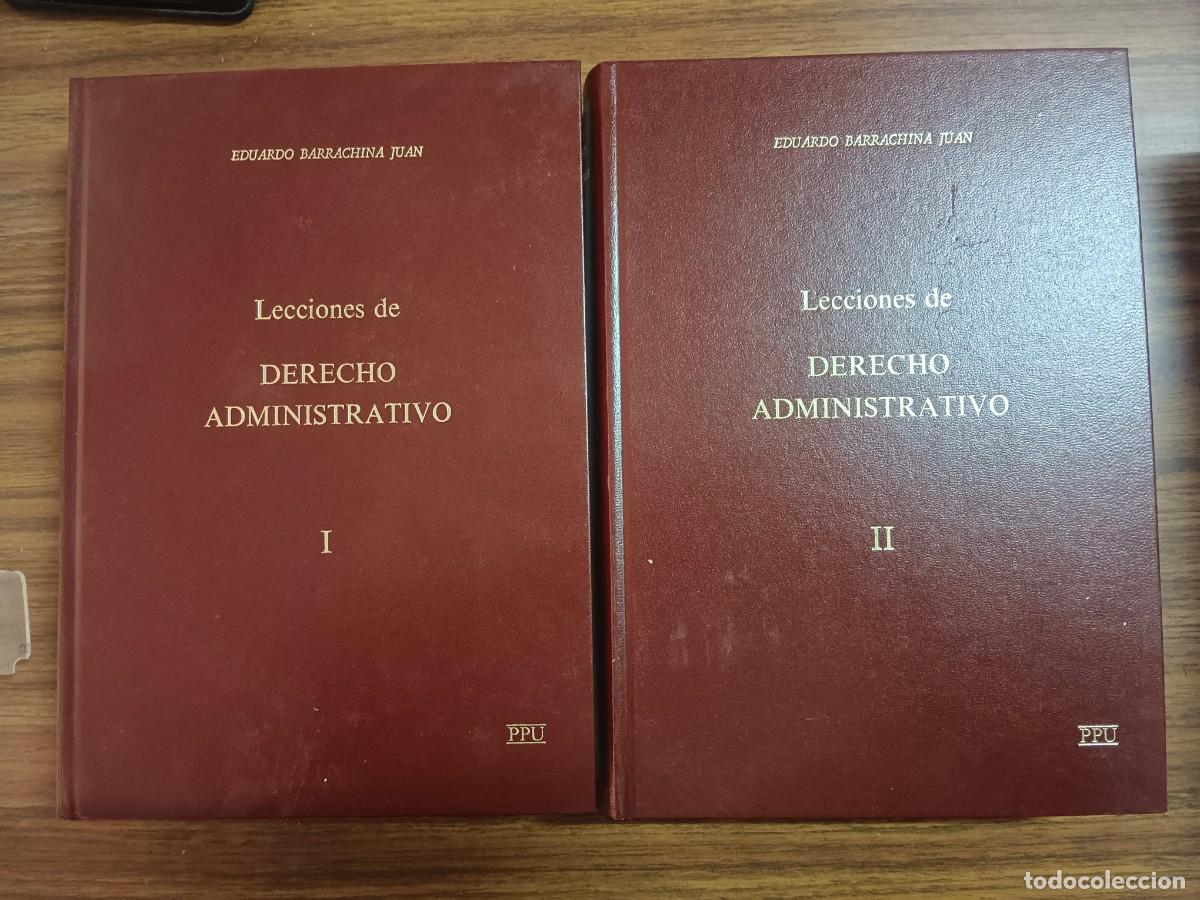 EDUARDO BARRACHINA JUAN
Lecciones de
DERECHO
ADMINISTRATIVO
I
PPU
EDUARDO BARRACHINA JUAN
Lecciones de
DERECHO
ADMINISTRATIVO
II
PPU
todocoleccion